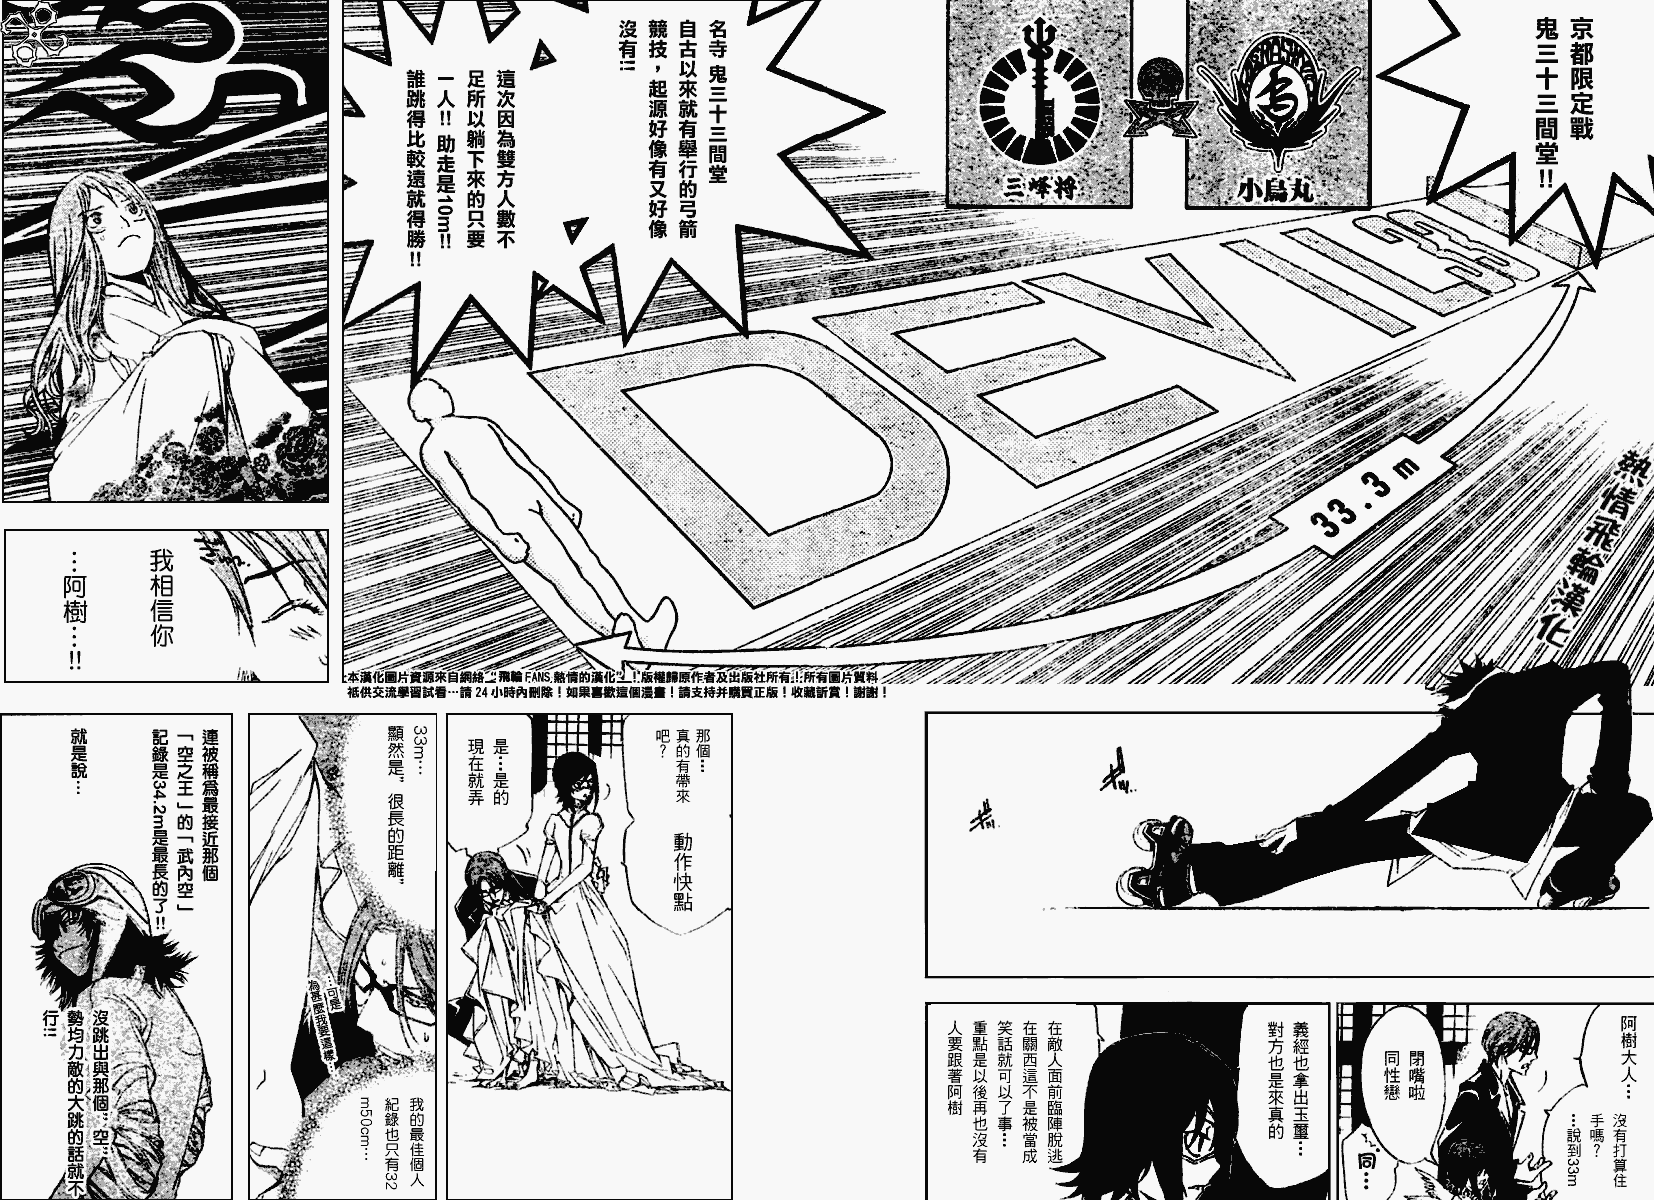 京都限定戰
鬼三十三間堂!!
小烏丸
三峰将
名寺 鬼三十三間堂
自古以來就有舉行的弓箭
競技，起源好像有又好像
沒有!!
這次因為雙方人數不
足所以躺下來的只要
一人!! 助走是10m!!
誰跳得比較遠就得勝!!
DEVIL33
33.3m
熱情飛輪漢化
我相信你
…阿樹…!!
本漢化圖片資源來自網絡
飛輪FANS
熱情的漢化
版權歸原作者及出版社所有
所有圖片資料
祗供交流學習試看…請24小時內刪除！如果喜歡這個漫畫！請支持并購買正版！收藏訢賞！謝謝！
阿樹大人…
沒有打算住
手嗎?
…說到33m
閉嘴啦
同性戀
同…
義經也拿出玉璽…
對方也是來真的
在敵人面前臨陣脫逃
在關西這不是被當成
笑話就可以了事…
重點是以後再也沒有
人要跟著阿樹
那個…
真的有帶來
吧?
動作快點
是…是的
現在就弄
33m…
顯然是"很長的距離"
…可是
為甚麼我要這樣…
我的最佳個人
紀錄也只有32
m50cm…
連被稱爲最接近那個
「空之王」的「武內空」
記錄是34.2m是最長的了!!
就是說…
沒跳出與那個"空…"
勢均力敵的大跳的話就不
行!!